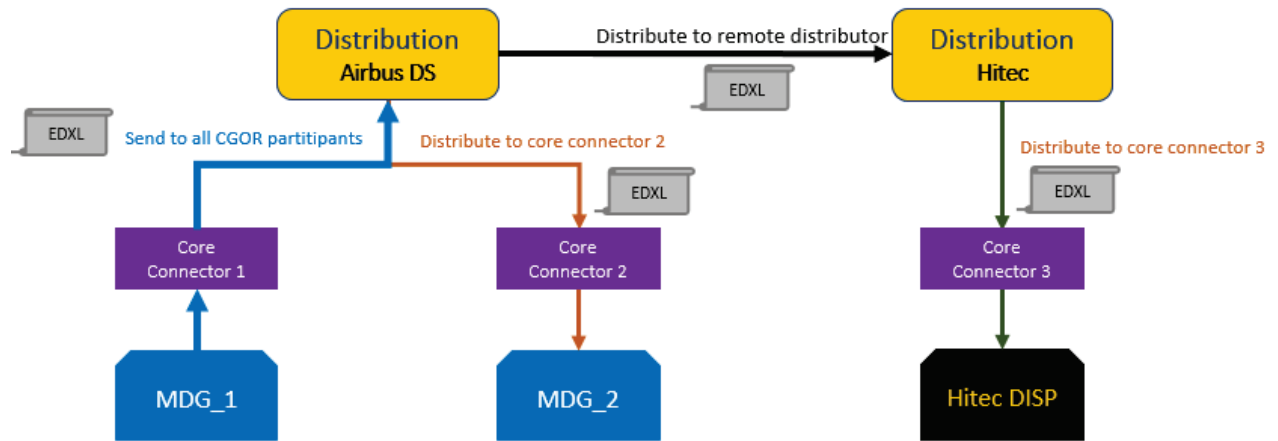 Distribution
Airbus DS
Distribute to remote distributor
Distribution
Hitec
EDXL
EDXL
Send to all CGOR partitipants
Distribute to core connector 2
Distribute to core connector 3
EDXL
EDXL
Core
Connector 1
Core
Connector 2
Core
Connector 3
MDG_1
MDG_2
Hitec DISP